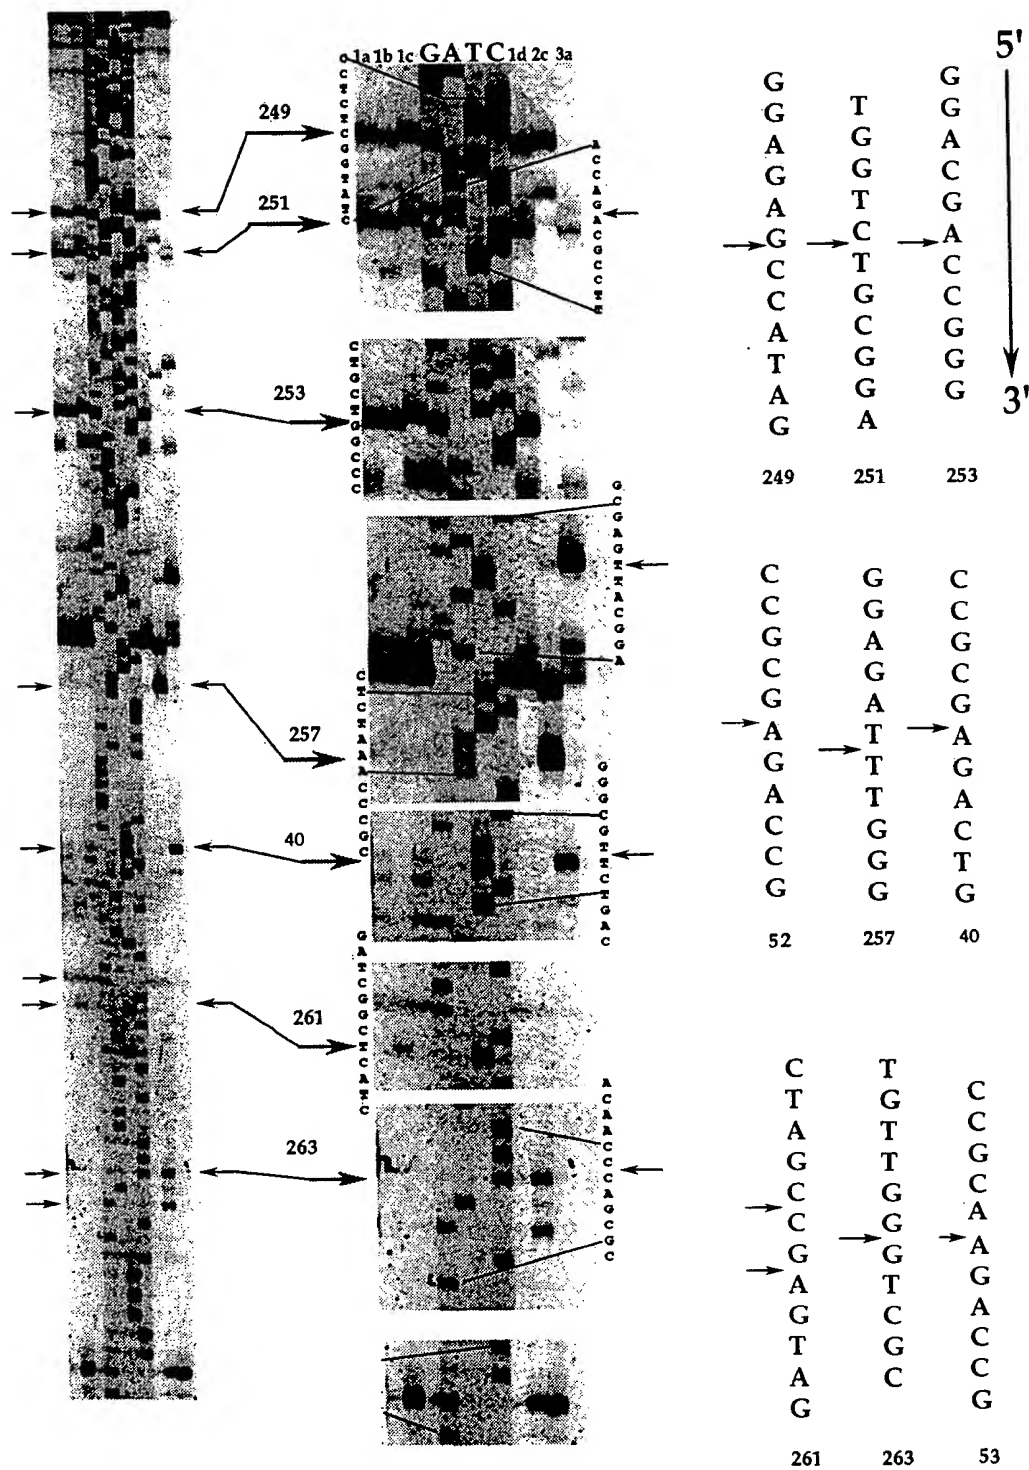 1a 1b 1c G A T C 1d 2c 3a
249
251
253
257
40
261
263
5'
3'
G G A G A G C C A T A G
249
T G G T C T G C G G A
251
G G A C G A C C G G G
253
C C G C G A G A C C G
52
G G A G A T T T G G G
257
C C G C G A G A C T G
40
C T A G C C G A G T A G
261
T G T T G G G T C G C
263
C C G C A A G A C C G
53
A C C A G A C G C C
G C G A G T T A C G G A
C T G C T G G C C C
C T C T A A A C C C G C
G G G C G T T C T G A C
G A T C G G C T C A T C
A C A A C C C A G C G C